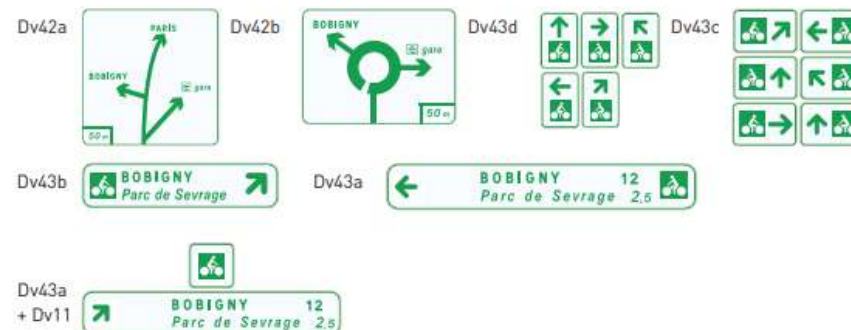 Dv42a
PARIS
BOBIGNY
gare
50 m
Dv42b
BOBIGNY
gare
50 m
Dv43d
Dv43c
Dv43b
BOBIGNY
Parc de Sevrage
Dv43a
BOBIGNY 12
Parc de Sevrage 2,5
Dv43a
+ Dv11
BOBIGNY 12
Parc de Sevrage 2,5